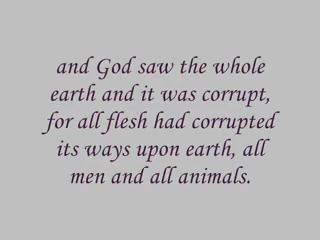 and God saw the whole
earth and it was corrupt,
for all flesh had corrupted
its ways upon earth, all
men and all animals.